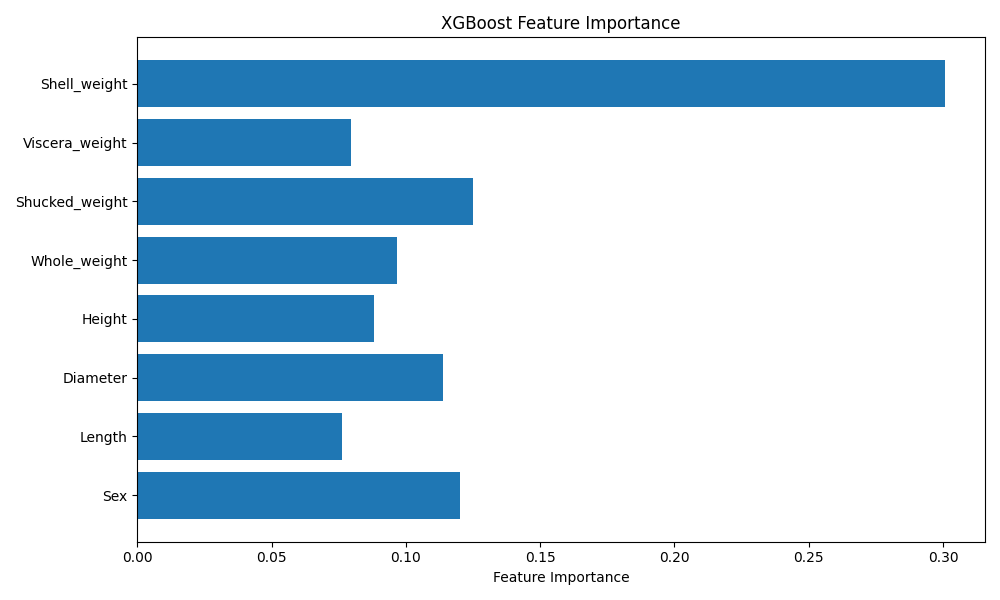 XGBoost Feature Importance
Shell_weight
Viscera_weight
Shucked_weight
Whole_weight
Height
Diameter
Length
Sex
0.00 0.05 0.10 0.15 0.20 0.25 0.30
Feature Importance